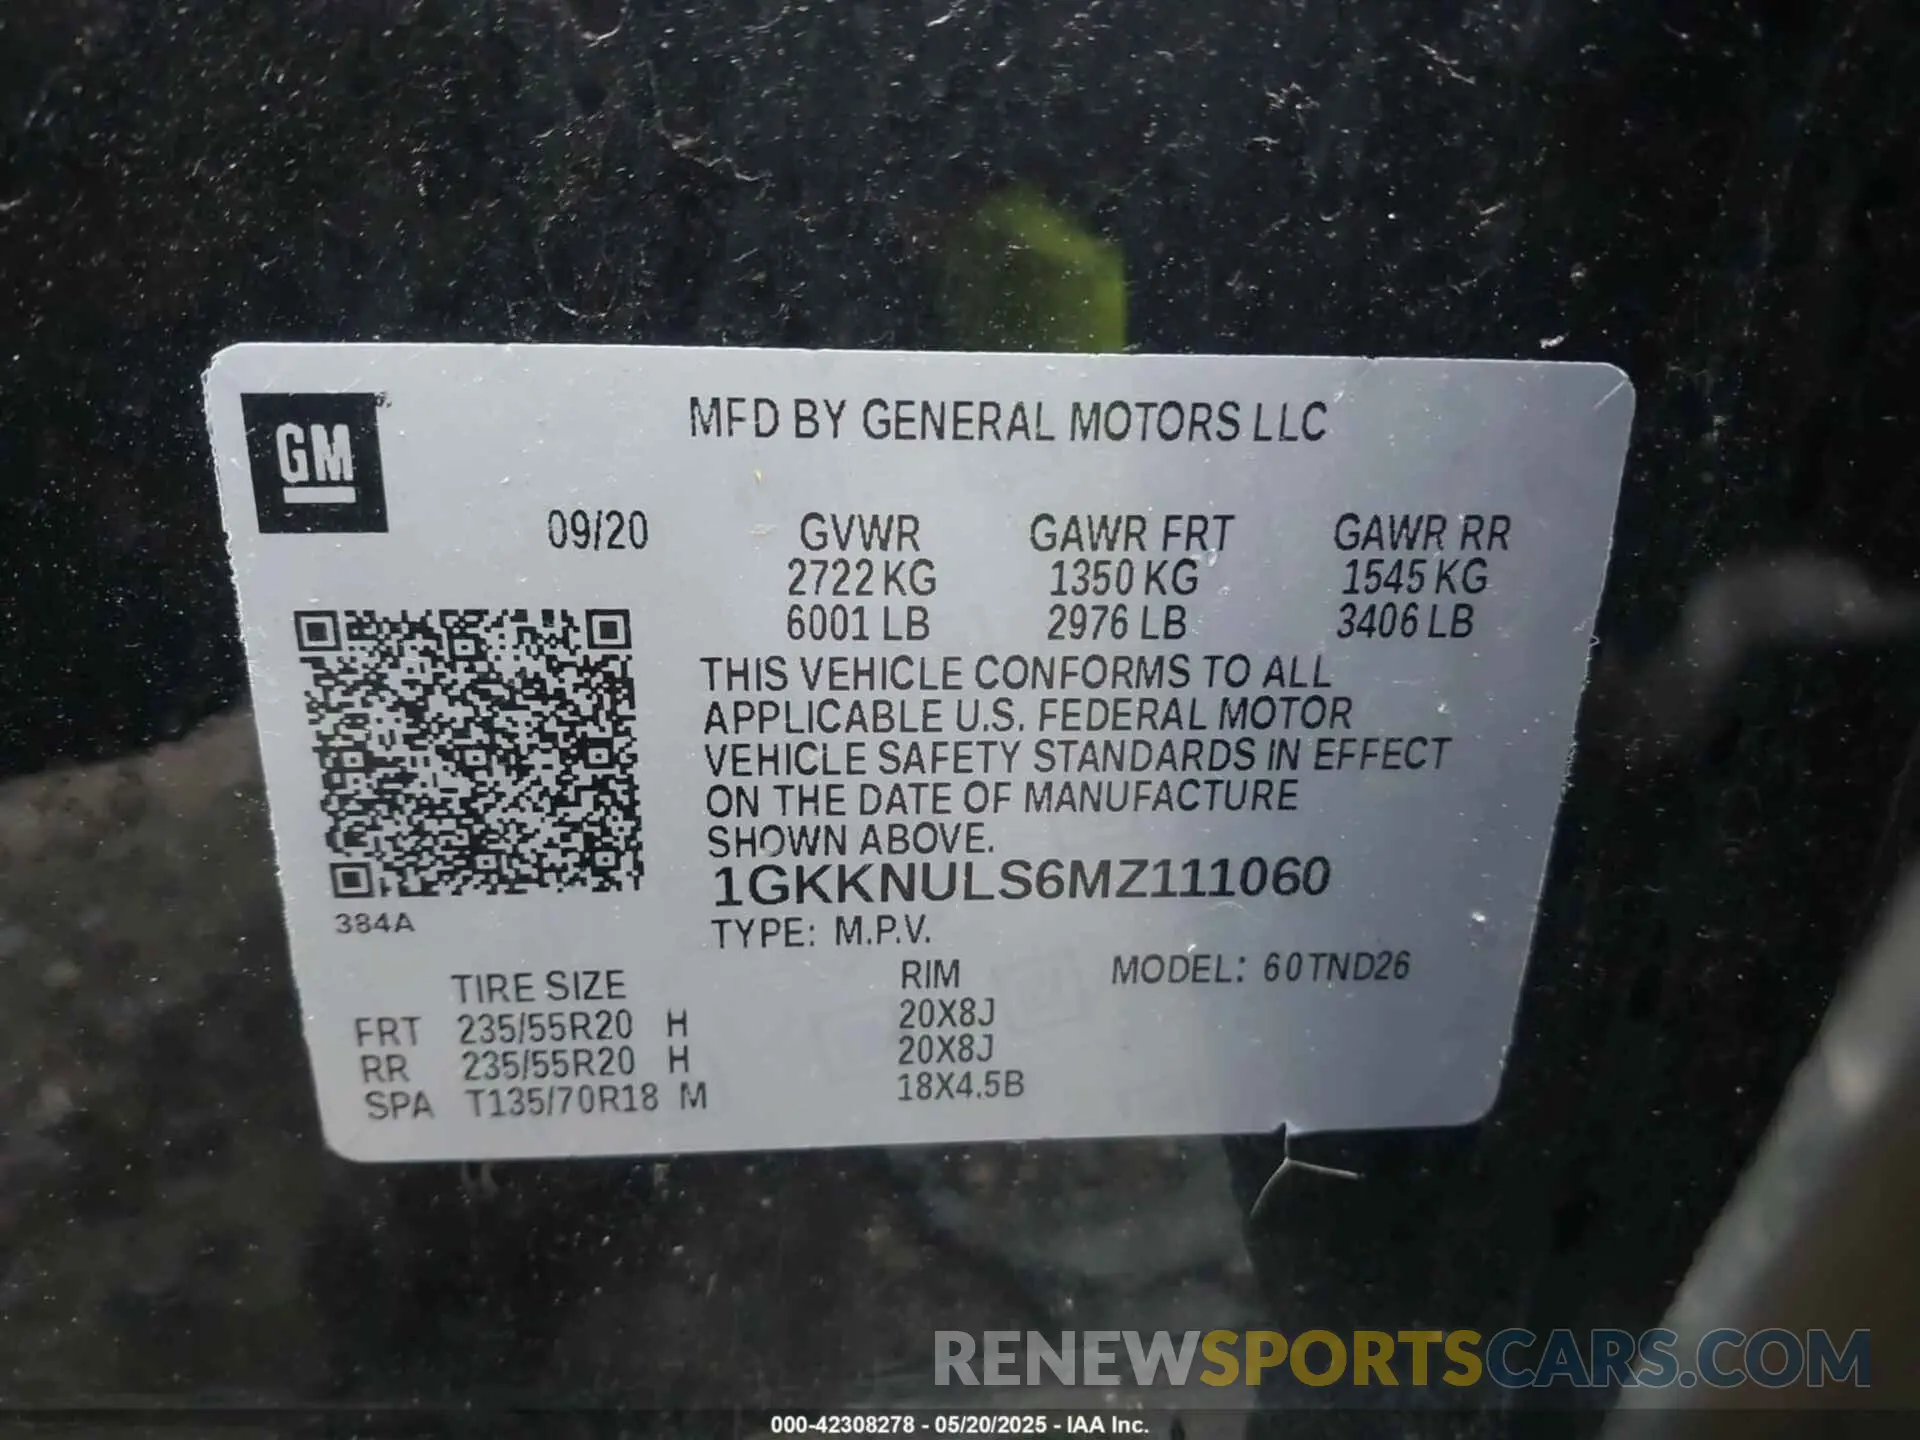 GM
MFD BY GENERAL MOTORS LLC
09/20 GVWR GAWR FRT GAWR RR
2722 KG 1350 KG 1545 KG
6001 LB 2976 LB 3406 LB
THIS VEHICLE CONFORMS TO ALL
APPLICABLE U.S. FEDERAL MOTOR
VEHICLE SAFETY STANDARDS IN EFFECT
ON THE DATE OF MANUFACTURE
SHOWN ABOVE.
1GKKNULS6MZ111060
384A
TYPE: M.P.V.
TIRE SIZE RIM MODEL: 60TND26
FRT 235/55R20 H 20X8J
RR 235/55R20 H 20X8J
SPA T135/70R18 M 18X4.5B
RENEWSPORTSCARS.COM
000-42308278 - 05/20/2025 - IAA Inc.